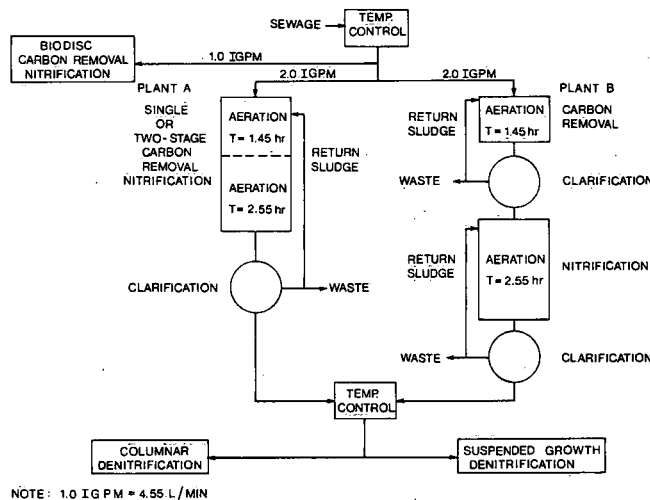 SEWAGE
TEMP.
CONTROL
BIODISC
CARBON REMOVAL
NITRIFICATION
1.0 IGPM
2.0 IGPM
2.0 IGPM
PLANT A
SINGLE
OR
TWO-STAGE
CARBON
REMOVAL
NITRIFICATION
AERATION
T = 1.45 hr
AERATION
T = 2.55 hr
RETURN
SLUDGE
CLARIFICATION
WASTE
PLANT B
CARBON
REMOVAL
AERATION
T = 1.45 hr
RETURN
SLUDGE
WASTE
CLARIFICATION
AERATION
T = 2.55 hr
RETURN
SLUDGE
NITRIFICATION
WASTE
CLARIFICATION
TEMP.
CONTROL
COLUMNAR
DENITRIFICATION
SUSPENDED GROWTH
DENITRIFICATION
NOTE: 1.0 IGPM = 4.55 L/MIN